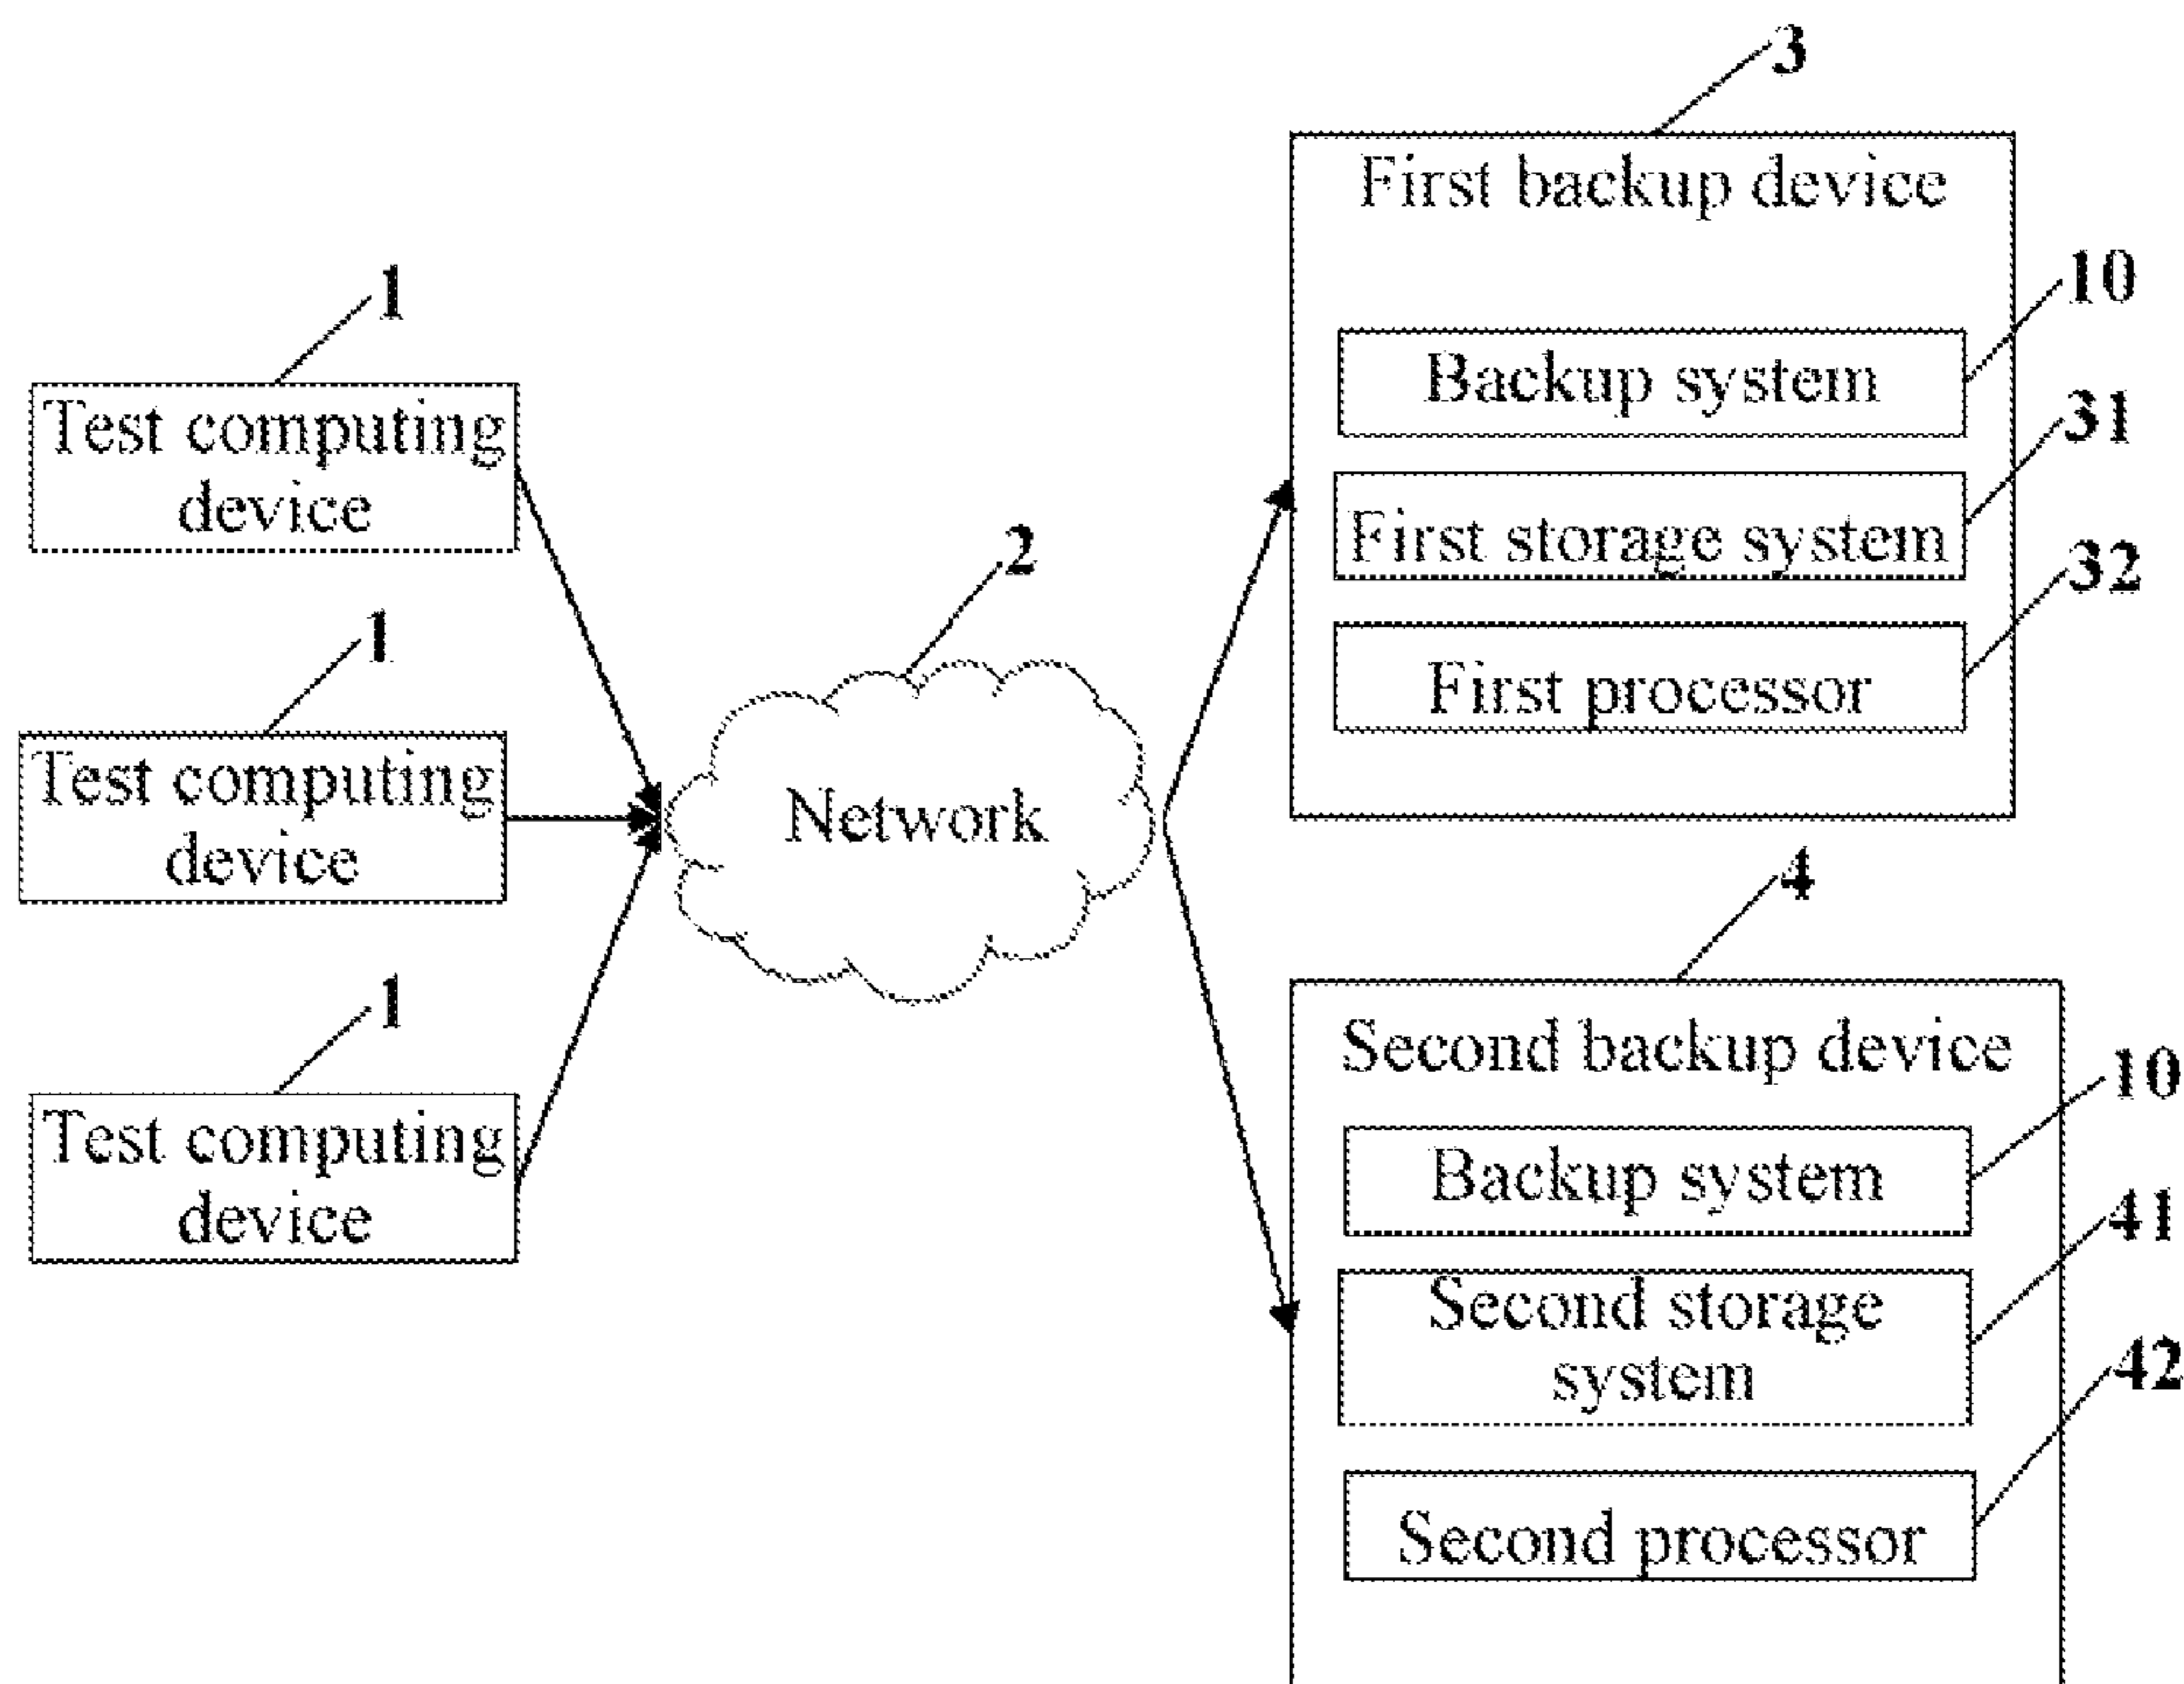 1
Test computing
device
1
Test computing
device
1
Test computing
device
2
Network
3
First backup device
10
Backup system
31
First storage system
32
First processor
4
Second backup device
10
Backup system
41
Second storage
system
42
Second processor